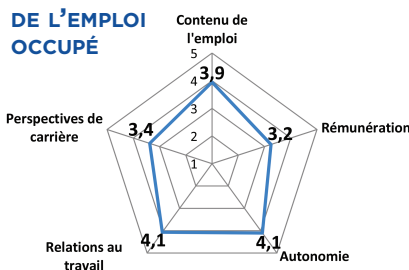 DE L'EMPLOI
OCCUPÉ
Contenu de
l'emploi
5
4
3
2
1
3,9
Perspectives de
carrière
3,4
3,2
Rémunération
4,1
4,1
Relations au
travail
Autonomie